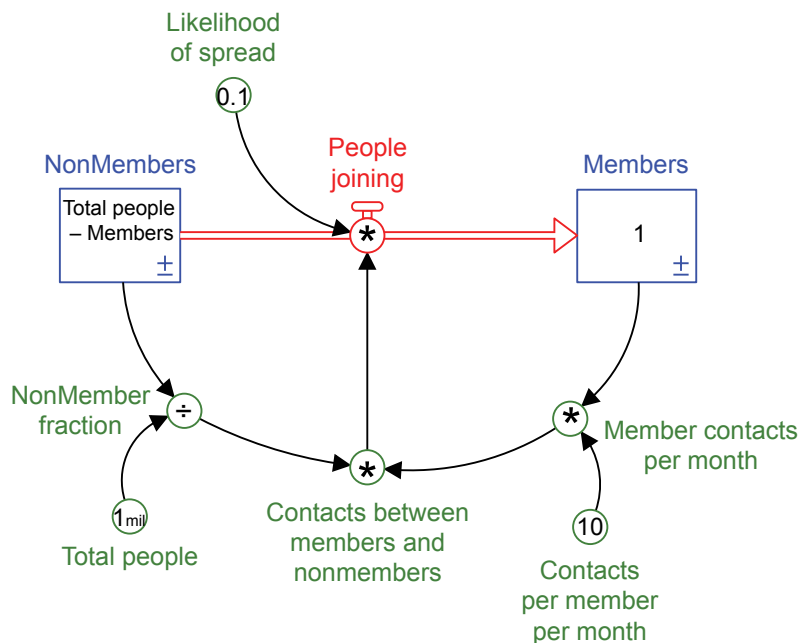 Likelihood
of spread
0.1
NonMembers
People
joining
Members
Total people
– Members
±
*
1
±
NonMember
fraction
÷
*
Member contacts
per month
*
1mil
Total people
Contacts between
members and
nonmembers
10
Contacts
per member
per month